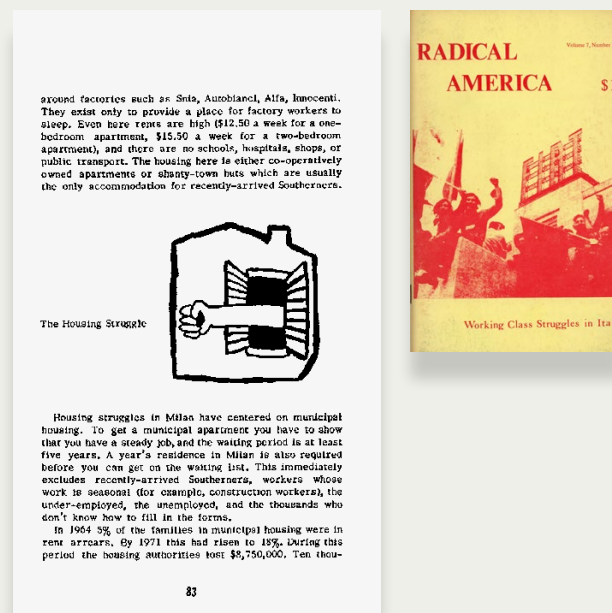 around factories such as Snia, Autobianci, Alfa, Innocenti.
They exist only to provide a place for factory workers to
sleep. Even here rents are high ($12.50 a week for a one-
bedroom apartment, $15.50 a week for a two-bedroom
apartment), and there are no schools, hospitals, shops, or
public transport. The housing here is either co-operatively
owned apartments or shanty-town huts which are usually
the only accommodation for recently-arrived Southerners.
The Housing Struggle
Housing struggles in Milan have centered on municipal
housing. To get a municipal apartment you have to show
that you have a steady job, and the waiting period is at least
five years. A year's residence in Milan is also required
before you can get on the waiting list. This immediately
excludes recently-arrived Southerners, workers whose
work is seasonal (for example, construction workers), the
under-employed, the unemployed, and the thousands who
don't know how to fill in the forms.
In 1964 5% of the families in municipal housing were in
rent arrears. By 1971 this had risen to 18%. During this
period the housing authorities lost $8,750,000. Ten thou-
83
RADICAL
Volume 7, Number
AMERICA
$1
Working Class Struggles in Ita